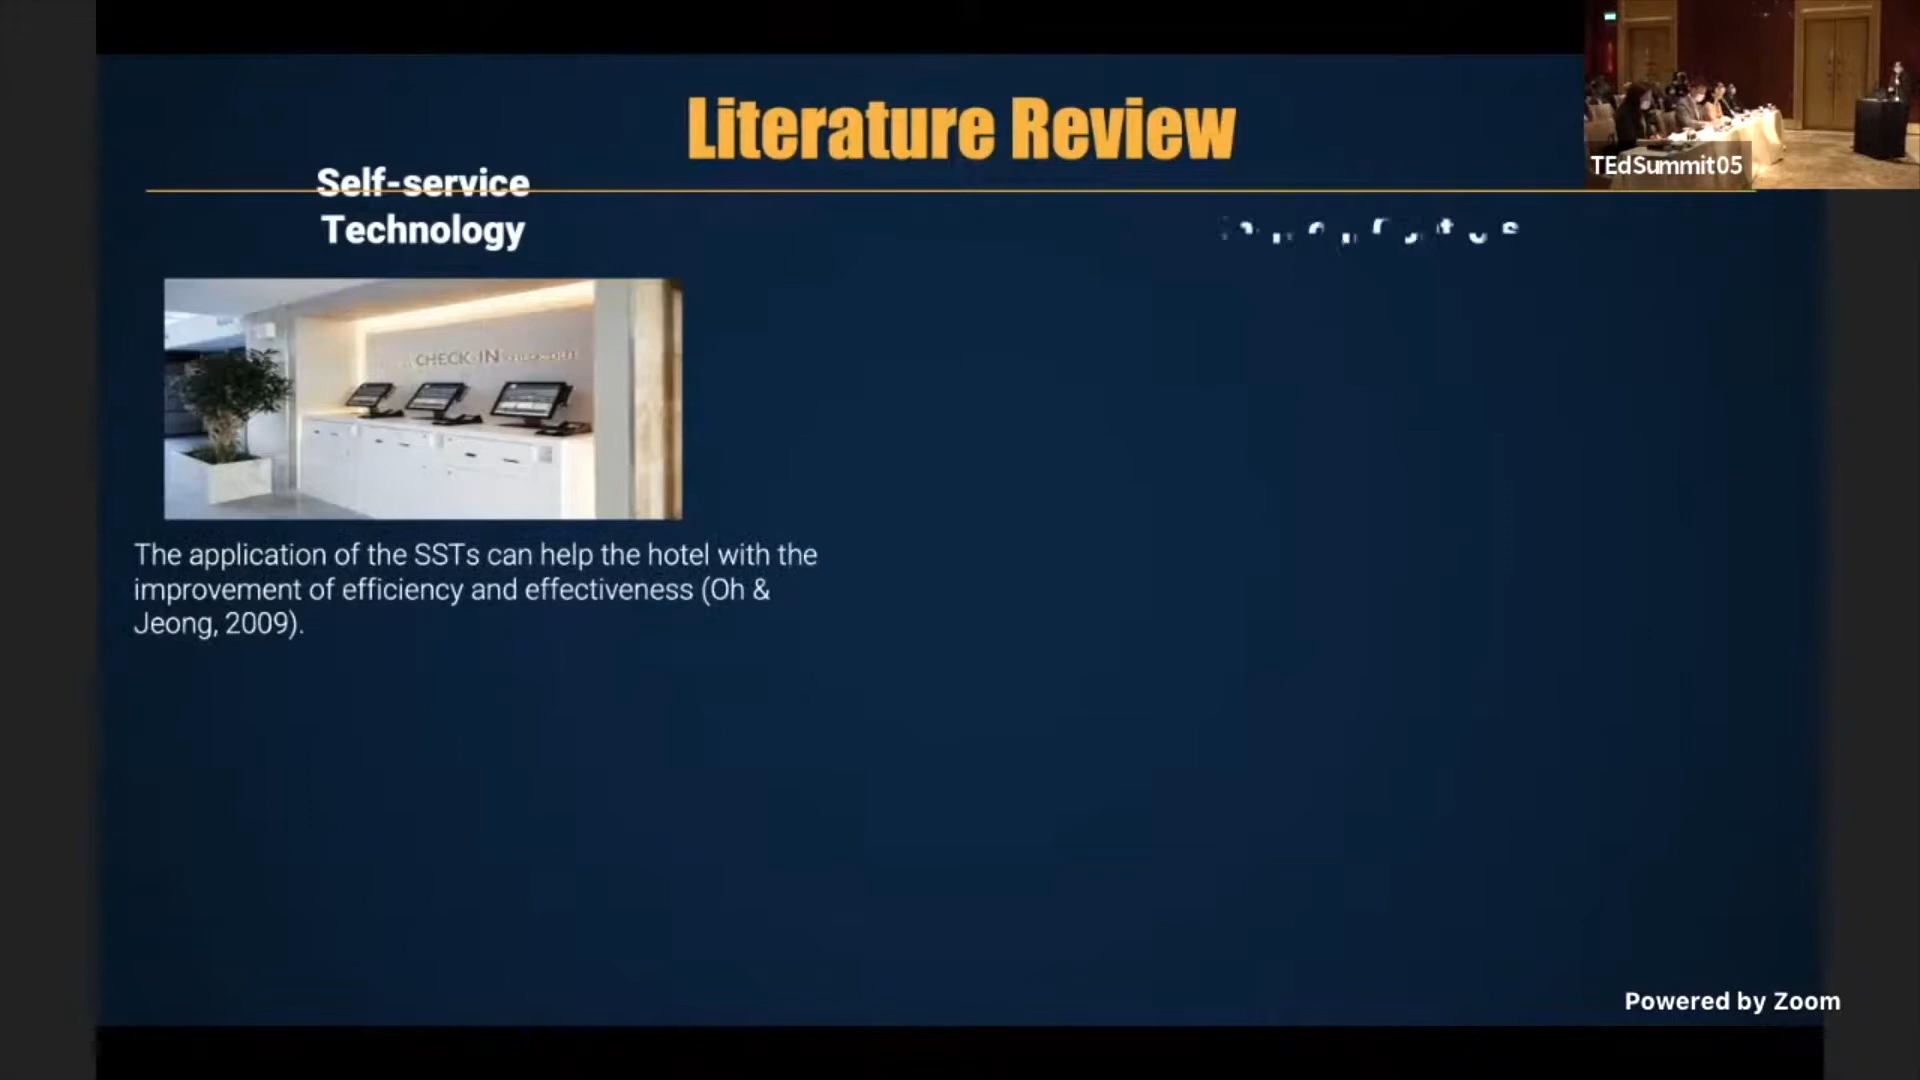 Literature Review
TEdSummit05
Self-service
Technology
CHECK-IN
The application of the SSTs can help the hotel with the
improvement of efficiency and effectiveness (Oh &
Jeong, 2009).
Powered by Zoom